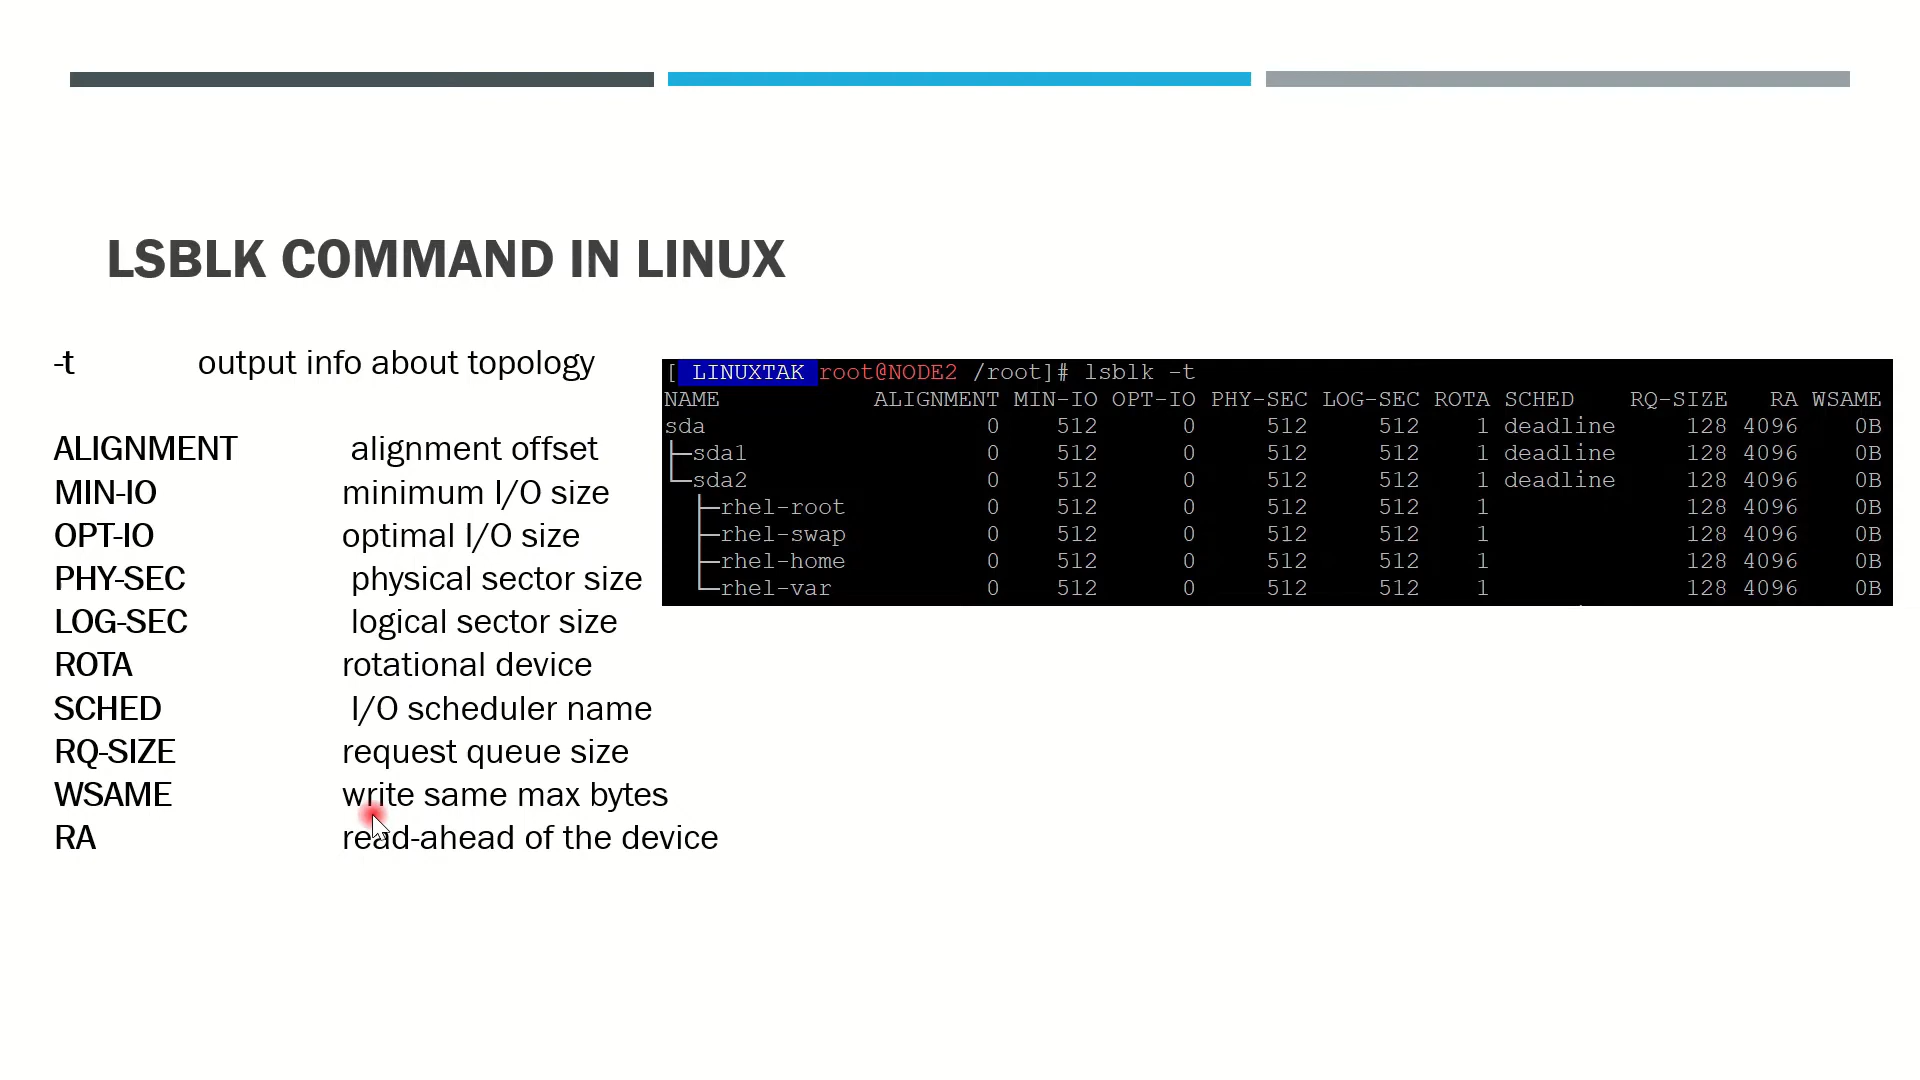 LSBLK COMMAND IN LINUX
-t output info about topology
ALIGNMENT alignment offset
MIN-IO minimum I/O size
OPT-IO optimal I/O size
PHY-SEC physical sector size
LOG-SEC logical sector size
ROTA rotational device
SCHED I/O scheduler name
RQ-SIZE request queue size
WSAME write same max bytes
RA read-ahead of the device
[ LINUXTAK root@NODE2 /root]# lsblk -t
NAME ALIGNMENT MIN-IO OPT-IO PHY-SEC LOG-SEC ROTA SCHED RQ-SIZE RA WSAME
sda 0 512 0 512 512 1 deadline 128 4096 0B
├─sda1 0 512 0 512 512 1 deadline 128 4096 0B
└─sda2 0 512 0 512 512 1 deadline 128 4096 0B
├─rhel-root 0 512 0 512 512 1 128 4096 0B
├─rhel-swap 0 512 0 512 512 1 128 4096 0B
├─rhel-home 0 512 0 512 512 1 128 4096 0B
└─rhel-var 0 512 0 512 512 1 128 4096 0B